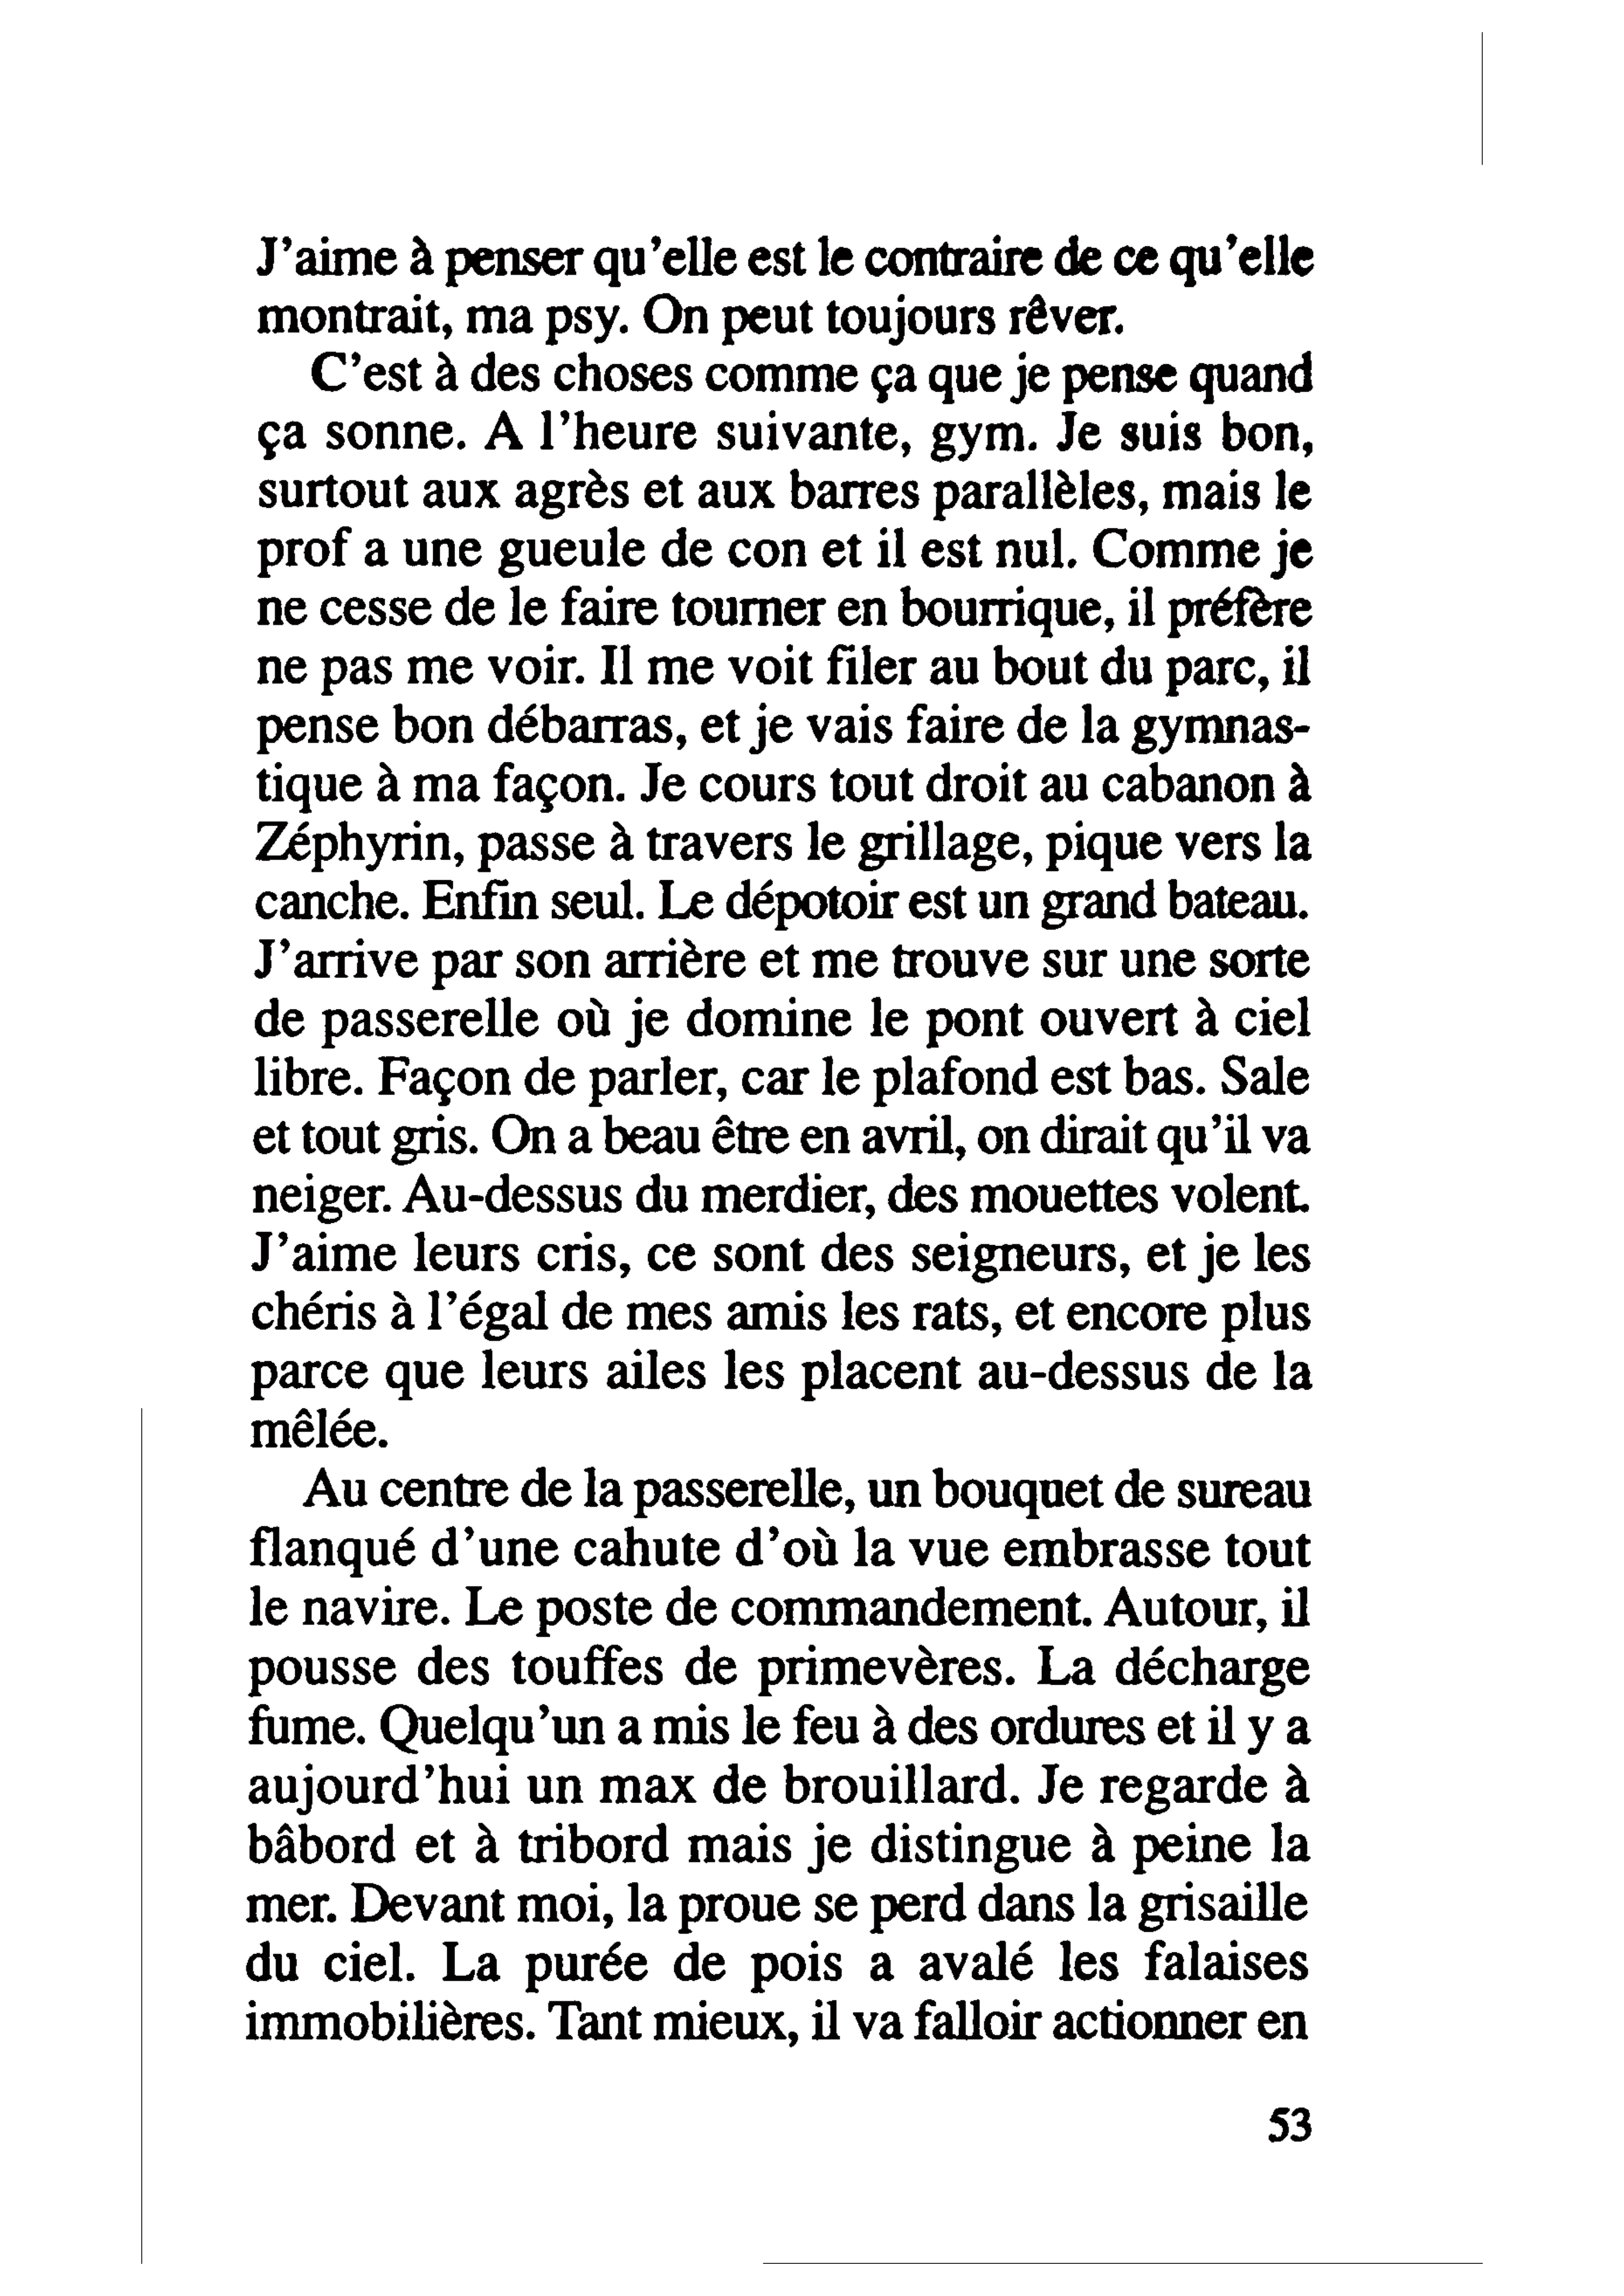 J'aime à penser qu'elle est le contraire de ce qu'elle
montrait, ma psy. On peut toujours rêver.
C'est à des choses comme ça que je pense quand
ça sonne. A l'heure suivante, gym. Je suis bon,
surtout aux agrès et aux barres parallèles, mais le
prof a une gueule de con et il est nul. Comme je
ne cesse de le faire tourner en bourrique, il préfère
ne pas me voir. Il me voit filer au bout du parc, il
pense bon débarras, et je vais faire de la gymnas-
tique à ma façon. Je cours tout droit au cabanon à
Zéphyrin, passe à travers le grillage, pique vers la
canche. Enfin seul. Le dépotoir est un grand bateau.
J'arrive par son arrière et me trouve sur une sorte
de passerelle où je domine le pont ouvert à ciel
libre. Façon de parler, car le plafond est bas. Sale
et tout gris. On a beau être en avril, on dirait qu'il va
neiger. Au-dessus du merdier, des mouettes volent.
J'aime leurs cris, ce sont des seigneurs, et je les
chéris à l'égal de mes amis les rats, et encore plus
parce que leurs ailes les placent au-dessus de la
mêlée.
Au centre de la passerelle, un bouquet de sureau
flanqué d'une cahute d'où la vue embrasse tout
le navire. Le poste de commandement. Autour, il
pousse des touffes de primevères. La décharge
fume. Quelqu'un a mis le feu à des ordures et il y a
aujourd'hui un max de brouillard. Je regarde à
bâbord et à tribord mais je distingue à peine la
mer. Devant moi, la proue se perd dans la grisaille
du ciel. La purée de pois a avalé les falaises
immobilières. Tant mieux, il va falloir actionner en
53